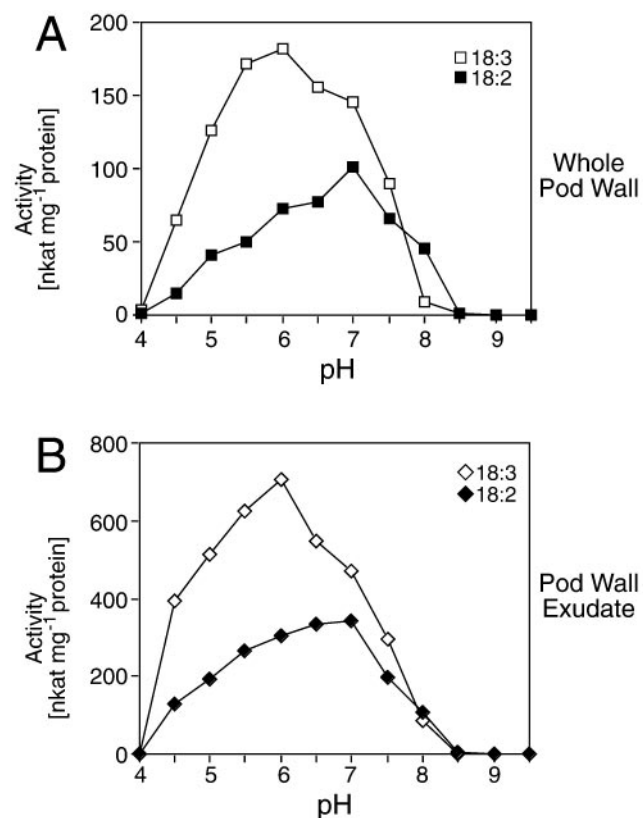 A
200
150
100
50
0
Activity
[nkat mg-1 protein]
18:3
18:2
4 5 6 7 8 9
pH
Whole
Pod Wall
B
800
600
400
200
0
Activity
[nkat mg-1 protein]
18:3
18:2
4 5 6 7 8 9
pH
Pod Wall
Exudate